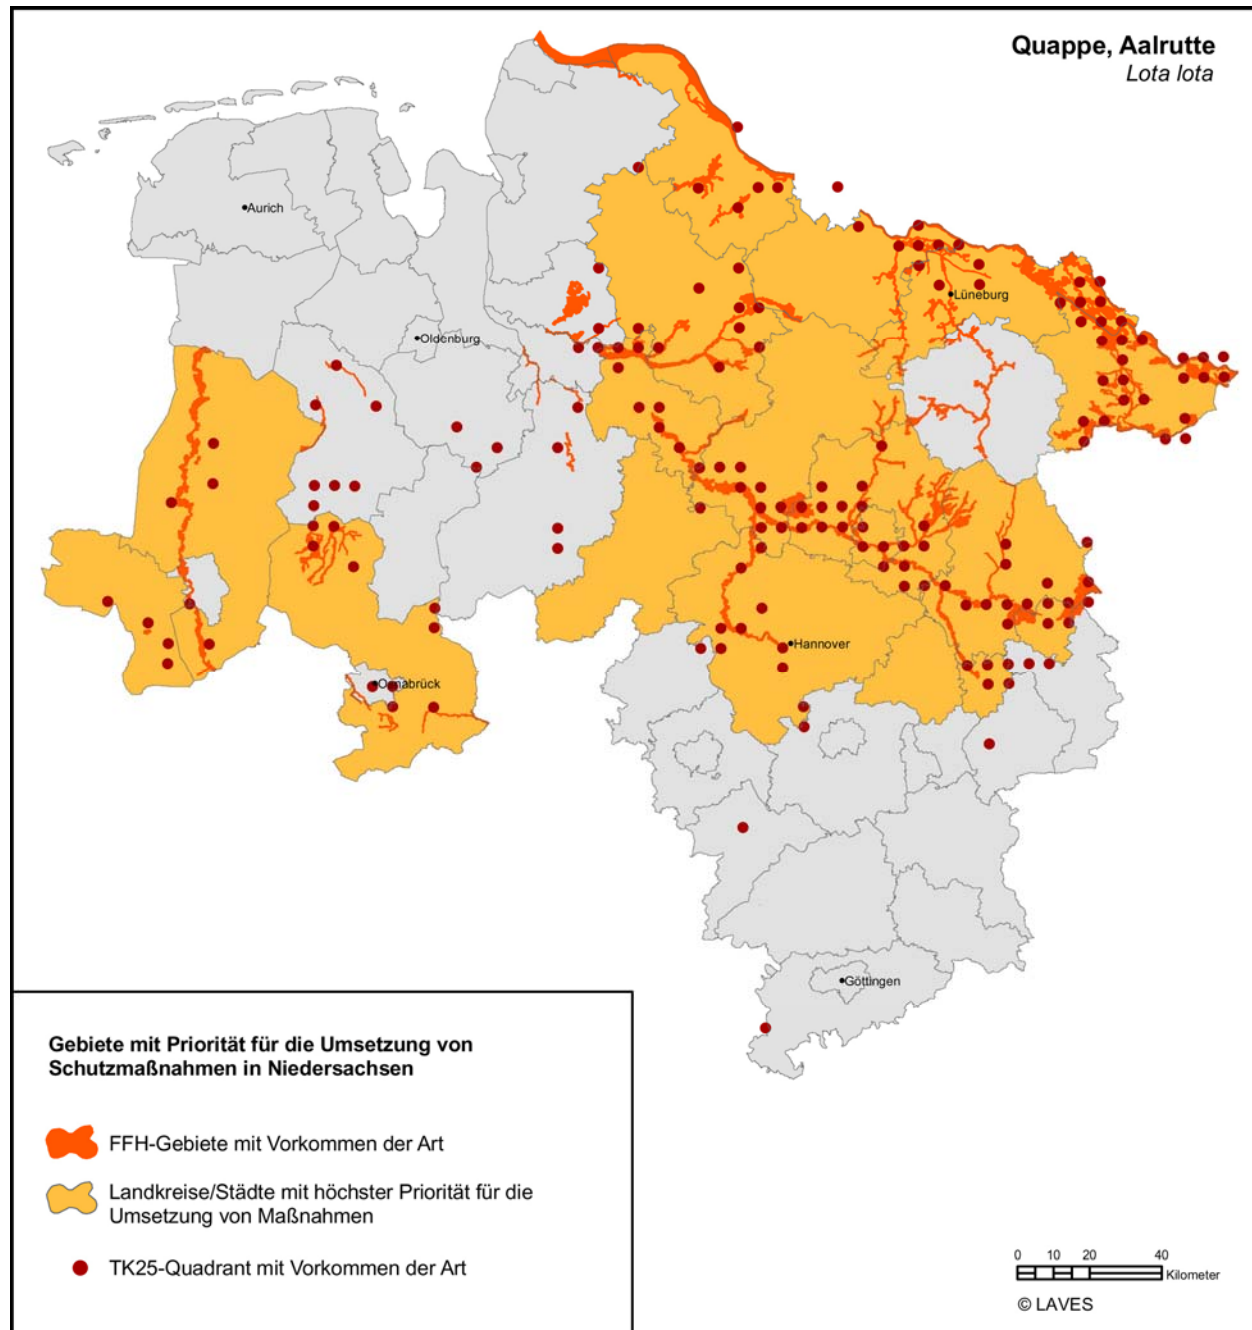 Quappe, Aalrutte
Lota lota
Aurich
Oldenburg
Lüneburg
Hannover
Osnabrück
Göttingen
Gebiete mit Priorität für die Umsetzung von
Schutzmaßnahmen in Niedersachsen
FFH-Gebiete mit Vorkommen der Art
Landkreise/Städte mit höchster Priorität für die
Umsetzung von Maßnahmen
TK25-Quadrant mit Vorkommen der Art
0 10 20 40
Kilometer
© LAVES